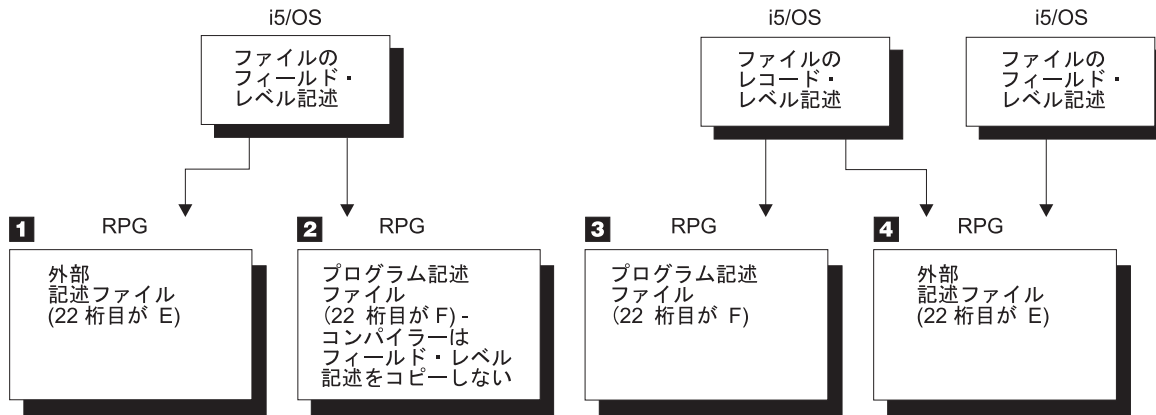 i5/OS
ファイルの
フィールド・
レベル記述
i5/OS
ファイルの
レコード・
レベル記述
i5/OS
ファイルの
フィールド・
レベル記述
1 RPG
外部
記述ファイル
(22 桁目が E)
2 RPG
プログラム記述
ファイル
(22 桁目が F) -
コンパイラーは
フィールド・レベル
記述をコピーしない
3 RPG
プログラム記述
ファイル
(22 桁目が F)
4 RPG
外部
記述ファイル
(22 桁目が E)